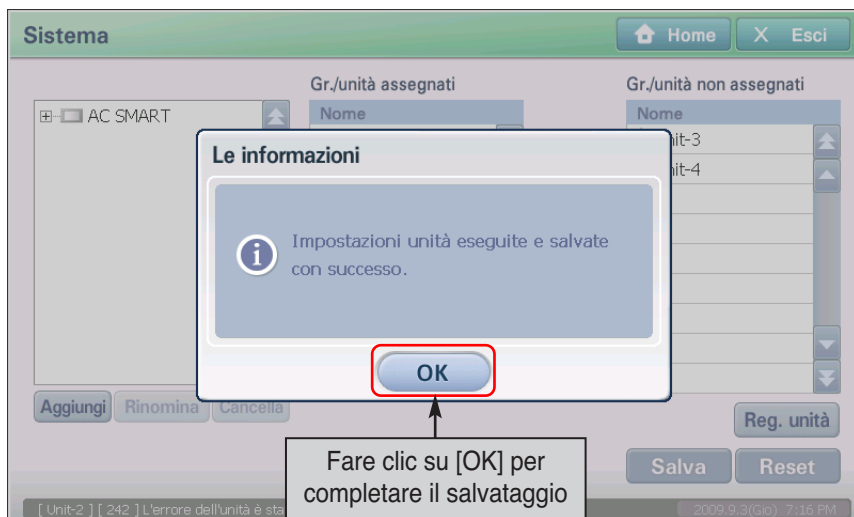 Sistema
Home
X Esci
Gr./unità assegnati
Gr./unità non assegnati
AC SMART
Nome
Nome
nit-3
nit-4
Le informazioni
Impostazioni unità eseguite e salvate
con successo.
OK
Aggiungi
Rinomina
Cancella
Reg. unità
Fare clic su [OK] per
completare il salvataggio
Salva
Reset
[ Unit-2 ] [ 242 ] L'errore dell'unità è sta
2009.9.3(Gio) 7:16 PM